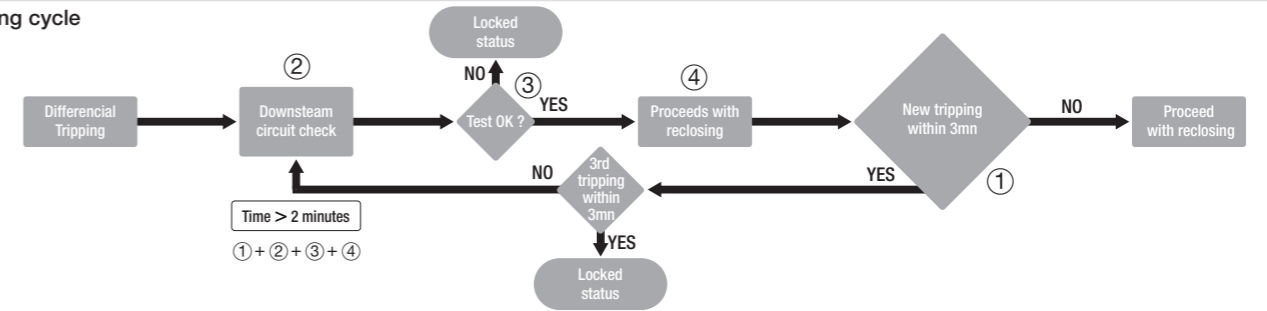 ng cycle
Locked
status
②
NO
③
④
Differencial
Tripping
Downsteam
circuit check
Test OK ?
YES
Proceeds with
reclosing
New tripping
within 3mn
NO
Proceed
with reclosing
NO
3rd
tripping
within
3mn
YES
①
Time > 2 minutes
①+②+③+④
YES
Locked
status